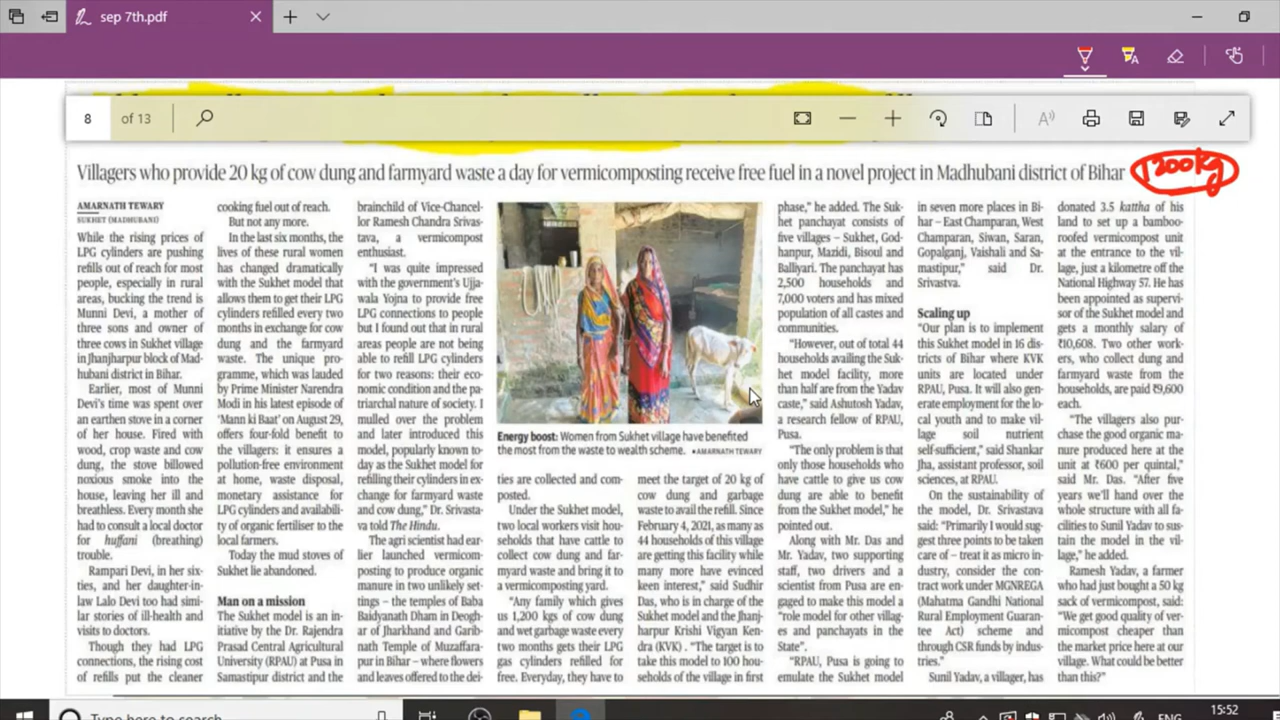 sep 7th.pdf
8 of 13
Villagers who provide 20 kg of cow dung and farmyard waste a day for vermicomposting receive free fuel in a novel project in Madhubani district of Bihar
1200kg
AMARNATH TEWARY
SUKHET (MADHUBANI)
While the rising prices of
LPG cylinders are pushing
refills out of reach for most
people, especially in rural
areas, bucking the trend is
Munni Devi, a mother of
three sons and owner of
three cows in Sukhet village
in Jhanjharpur block of Mad-
hubani district in Bihar.
Earlier, most of Munni
Devi's time was spent over
an earthen stove in a corner
of her house. Fired with
wood, crop waste and cow
dung, the stove billowed
noxious smoke into the
house, leaving her ill and
breathless. Every month she
had to consult a local doctor
for huffani (breathing)
trouble.
Rampari Devi, in her six-
ties, and her daughter-in-
law Lalo Devi too had simi-
lar stories of ill-health and
visits to doctors.
Though they had LPG
connections, the rising cost
of refills put the cleaner
cooking fuel out of reach.
But not any more.
In the last six months, the
lives of these rural women
has changed dramatically
with the Sukhet model that
allows them to get their LPG
cylinders refilled every two
months in exchange for cow
dung and the farmyard
waste. The unique pro-
gramme, which was lauded
by Prime Minister Narendra
Modi in his latest episode of
'Mann ki Baat' on August 29,
offers four-fold benefit to
the villagers: it ensures a
pollution-free environment
at home, waste disposal,
monetary assistance for
LPG cylinders and availabili-
ty of organic fertiliser to the
local farmers.
Today the mud stoves of
Sukhet lie abandoned.
Man on a mission
The Sukhet model is an in-
itiative by the Dr. Rajendra
Prasad Central Agricultural
University (RPAU) at Pusa in
Samastipur district and the
brainchild of Vice-Chancel-
lor Ramesh Chandra Srivas-
tava, a vermicompost
enthusiast.
"I was quite impressed
with the government's Ujja-
wala Yojna to provide free
LPG connections to people
but I found out that in rural
areas people are not being
able to refill LPG cylinders
for two reasons: their eco-
nomic condition and the pa-
triarchal nature of society. I
mulled over the problem
and later introduced this
model, popularly known to-
day as the Sukhet model for
refilling their cylinders in ex-
change for farmyard waste
and cow dung," Dr. Srivasta-
va told The Hindu.
The agri scientist had ear-
lier launched vermicom-
posting to produce organic
manure in two unlikely set-
tings – the temples of Baba
Baidyanath Dham in Deogh-
ar of Jharkhand and Garib-
nath Temple of Muzaffara-
pur in Bihar – where flowers
and leaves offered to the dei-
Energy boost: Women from Sukhet village have benefited
the most from the waste to wealth scheme. •AMARNATH TEWARY
ties are collected and com-
posted.
Under the Sukhet model,
two local workers visit hou-
seholds that have cattle to
collect cow dung and far-
myard waste and bring it to
a vermicomposting yard.
"Any family which gives
us 1,200 kgs of cow dung
and wet garbage waste every
two months gets their LPG
gas cylinders refilled for
free. Everyday, they have to
meet the target of 20 kg of
cow dung and garbage
waste to avail the refill. Since
February 4, 2021, as many as
44 households of this village
are getting this facility while
many more have evinced
keen interest," said Sudhir
Das, who is in charge of the
Sukhet model and the Jhanj-
harpur Krishi Vigyan Ken-
dra (KVK) . "The target is to
take this model to 100 hou-
seholds of the village in first
phase," he added. The Suk-
het panchayat consists of
five villages – Sukhet, God-
hanpur, Mazidi, Bisoul and
Balliyari. The panchayat has
2,500 households and
7,000 voters and has mixed
population of all castes and
communities.
"However, out of total 44
households availing the Suk-
het model facility, more
than half are from the Yadav
caste," said Ashutosh Yadav,
a research fellow of RPAU,
Pusa.
"The only problem is that
only those households who
have cattle to give us cow
dung are able to benefit
from the Sukhet model," he
pointed out.
Along with Mr. Das and
Mr. Yadav, two supporting
staff, two drivers and a
scientist from Pusa are en-
gaged to make this model a
"role model for other villag-
es and panchayats in the
State".
"RPAU, Pusa is going to
emulate the Sukhet model
in seven more places in Bi-
har – East Champaran, West
Champaran, Siwan, Saran,
Gopalganj, Vaishali and Sa-
mastipur," said Dr.
Srivastva.
Scaling up
"Our plan is to implement
this Sukhet model in 16 dis-
tricts of Bihar where KVK
units are located under
RPAU, Pusa. It will also gen-
erate employment for the lo-
cal youth and to make vil-
lage soil nutrient
self-sufficient," said Shankar
Jha, assistant professor, soil
sciences, at RPAU.
On the sustainability of
the model, Dr. Srivastava
said: "Primarily I would sug-
gest three points to be taken
care of – treat it as micro in-
dustry, consider the con-
tract work under MGNREGA
(Mahatma Gandhi National
Rural Employment Guaran-
tee Act) scheme and
through CSR funds by indus-
tries."
Sunil Yadav, a villager, has
donated 3.5 kattha of his
land to set up a bamboo-
roofed vermicompost unit
at the entrance to the vil-
lage, just a kilometre off the
National Highway 57. He has
been appointed as supervi-
sor of the Sukhet model and
gets a monthly salary of
₹10,608. Two other work-
ers, who collect dung and
farmyard waste from the
households, are paid ₹9,600
each.
"The villagers also pur-
chase the good organic ma-
nure produced here at the
unit at ₹600 per quintal,"
said Mr. Das. "After five
years we'll hand over the
whole structure with all fa-
cilities to Sunil Yadav to sus-
tain the model in the vil-
lage," he added.
Ramesh Yadav, a farmer
who had just bought a 50 kg
sack of vermicompost, said:
"We get good quality of ver-
micompost cheaper than
the market price here at our
village. What could be better
than this?"
Type here to search
ENG
15:52